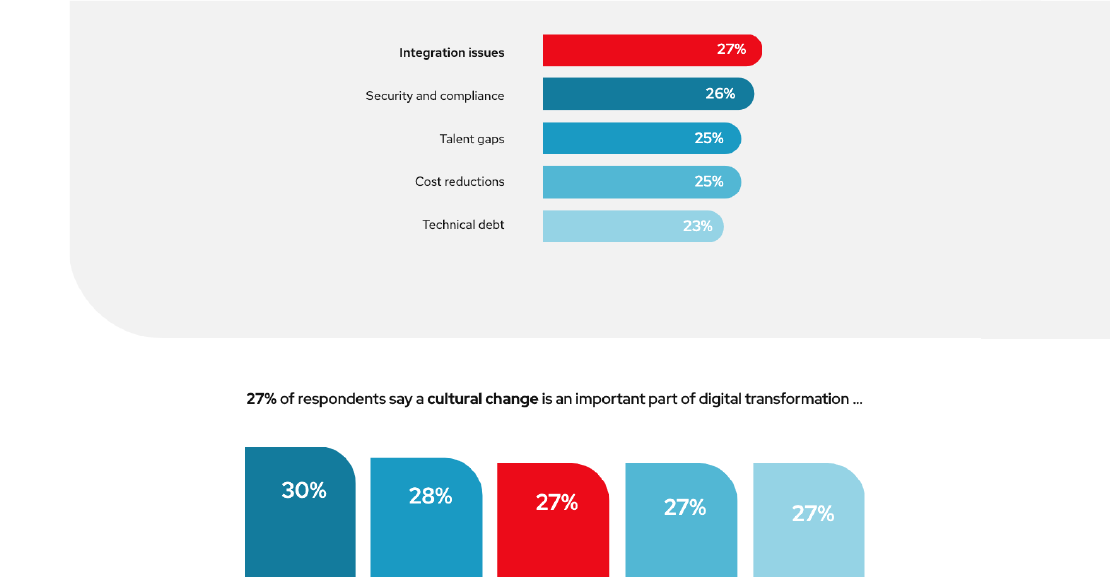 Integration issues 27%
Security and compliance 26%
Talent gaps 25%
Cost reductions 25%
Technical debt 23%
27% of respondents say a cultural change is an important part of digital transformation ...
30% 28% 27% 27% 27%